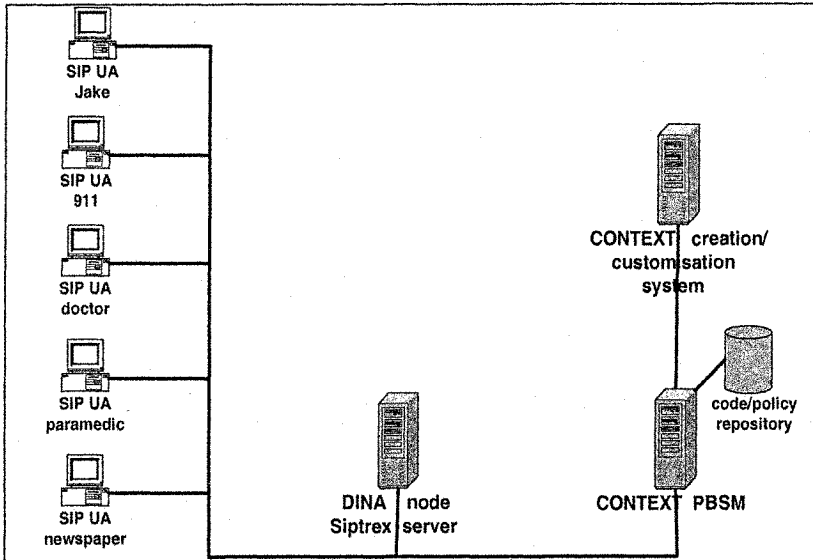 SIP UA
Jake
SIP UA
911
SIP UA
doctor
SIP UA
paramedic
SIP UA
newspaper
DINA node
Siptrex server
CONTEXT creation/
customisation
system
code/policy
repository
CONTEXT PBSM